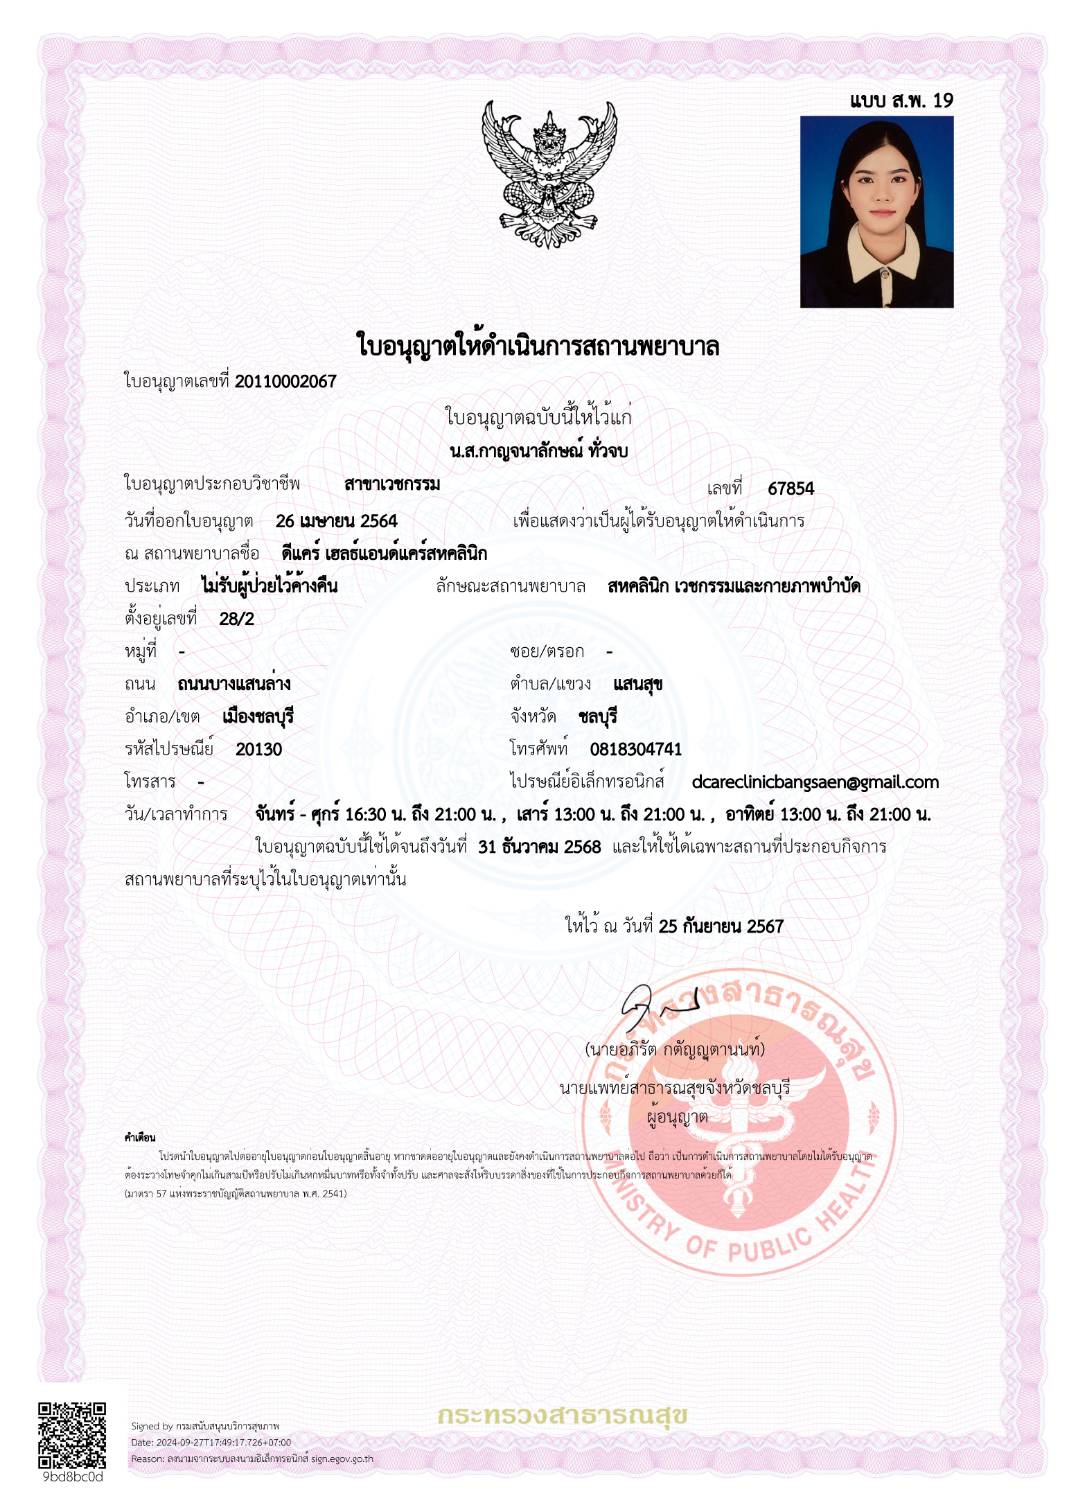 แบบ ส.พ. 19
ใบอนุญาตให้ดำเนินการสถานพยาบาล
ใบอนุญาตเลขที่ 20110002067
ใบอนุญาตฉบับนี้ให้ไว้แก่
น.ส.กาญจนาลักษณ์ ทั่วจบ
ใบอนุญาตประกอบวิชาชีพ สาขาเวชกรรม เลขที่ 67854
วันที่ออกใบอนุญาต 26 เมษายน 2564 เพื่อแสดงว่าเป็นผู้ได้รับอนุญาตให้ดำเนินการ
ณ สถานพยาบาลชื่อ ดีแคร์ เฮลธ์แอนด์แคร์สหคลินิก
ประเภท ไม่รับผู้ป่วยไว้ค้างคืน ลักษณะสถานพยาบาล สหคลินิก เวชกรรมและกายภาพบำบัด
ตั้งอยู่เลขที่ 28/2
หมู่ที่ - ซอย/ตรอก -
ถนน ถนนบางแสนล่าง ตำบล/แขวง แสนสุข
อำเภอ/เขต เมืองชลบุรี จังหวัด ชลบุรี
รหัสไปรษณีย์ 20130 โทรศัพท์ 0818304741
โทรสาร - ไปรษณีย์อิเล็กทรอนิกส์ dcareclinicbangsaen@gmail.com
วัน/เวลาทำการ จันทร์ - ศุกร์ 16:30 น. ถึง 21:00 น. , เสาร์ 13:00 น. ถึง 21:00 น. , อาทิตย์ 13:00 น. ถึง 21:00 น.
ใบอนุญาตฉบับนี้ใช้ได้จนถึงวันที่ 31 ธันวาคม 2568 และให้ใช้ได้เฉพาะสถานที่ประกอบกิจการ
สถานพยาบาลที่ระบุไว้ในใบอนุญาตเท่านั้น
ให้ไว้ ณ วันที่ 25 กันยายน 2567
กระทรวงสาธารณสุข
(นายอภิรัต กตัญญุตานนท์)
นายแพทย์สาธารณสุขจังหวัดชลบุรี
ผู้อนุญาต
คำเตือน
โปรดนำใบอนุญาตไปต่ออายุใบอนุญาตก่อนใบอนุญาตสิ้นอายุ หากขาดต่ออายุใบอนุญาตและยังคงดำเนินการสถานพยาบาลต่อไป ถือว่า เป็นการดำเนินการสถานพยาบาลโดยไม่ได้รับอนุญาต
ต้องระวางโทษจำคุกไม่เกินสามปีหรือปรับไม่เกินหกหมื่นบาทหรือทั้งจำทั้งปรับ และศาลจะสั่งให้ริบบรรดาสิ่งของที่ใช้ในการประกอบกิจการสถานพยาบาลด้วยก็ได้
(มาตรา 57 แห่งพระราชบัญญัติสถานพยาบาล พ.ศ. 2541)
MINISTRY OF PUBLIC HEALTH
กระทรวงสาธารณสุข
Signed by กรมสนับสนุนบริการสุขภาพ
Date: 2024-09-27T17:49:17.726+07:00
Reason: ลงนามจากระบบลงนามอิเล็กทรอนิกส์ sign.egov.go.th
9bd8bc0d